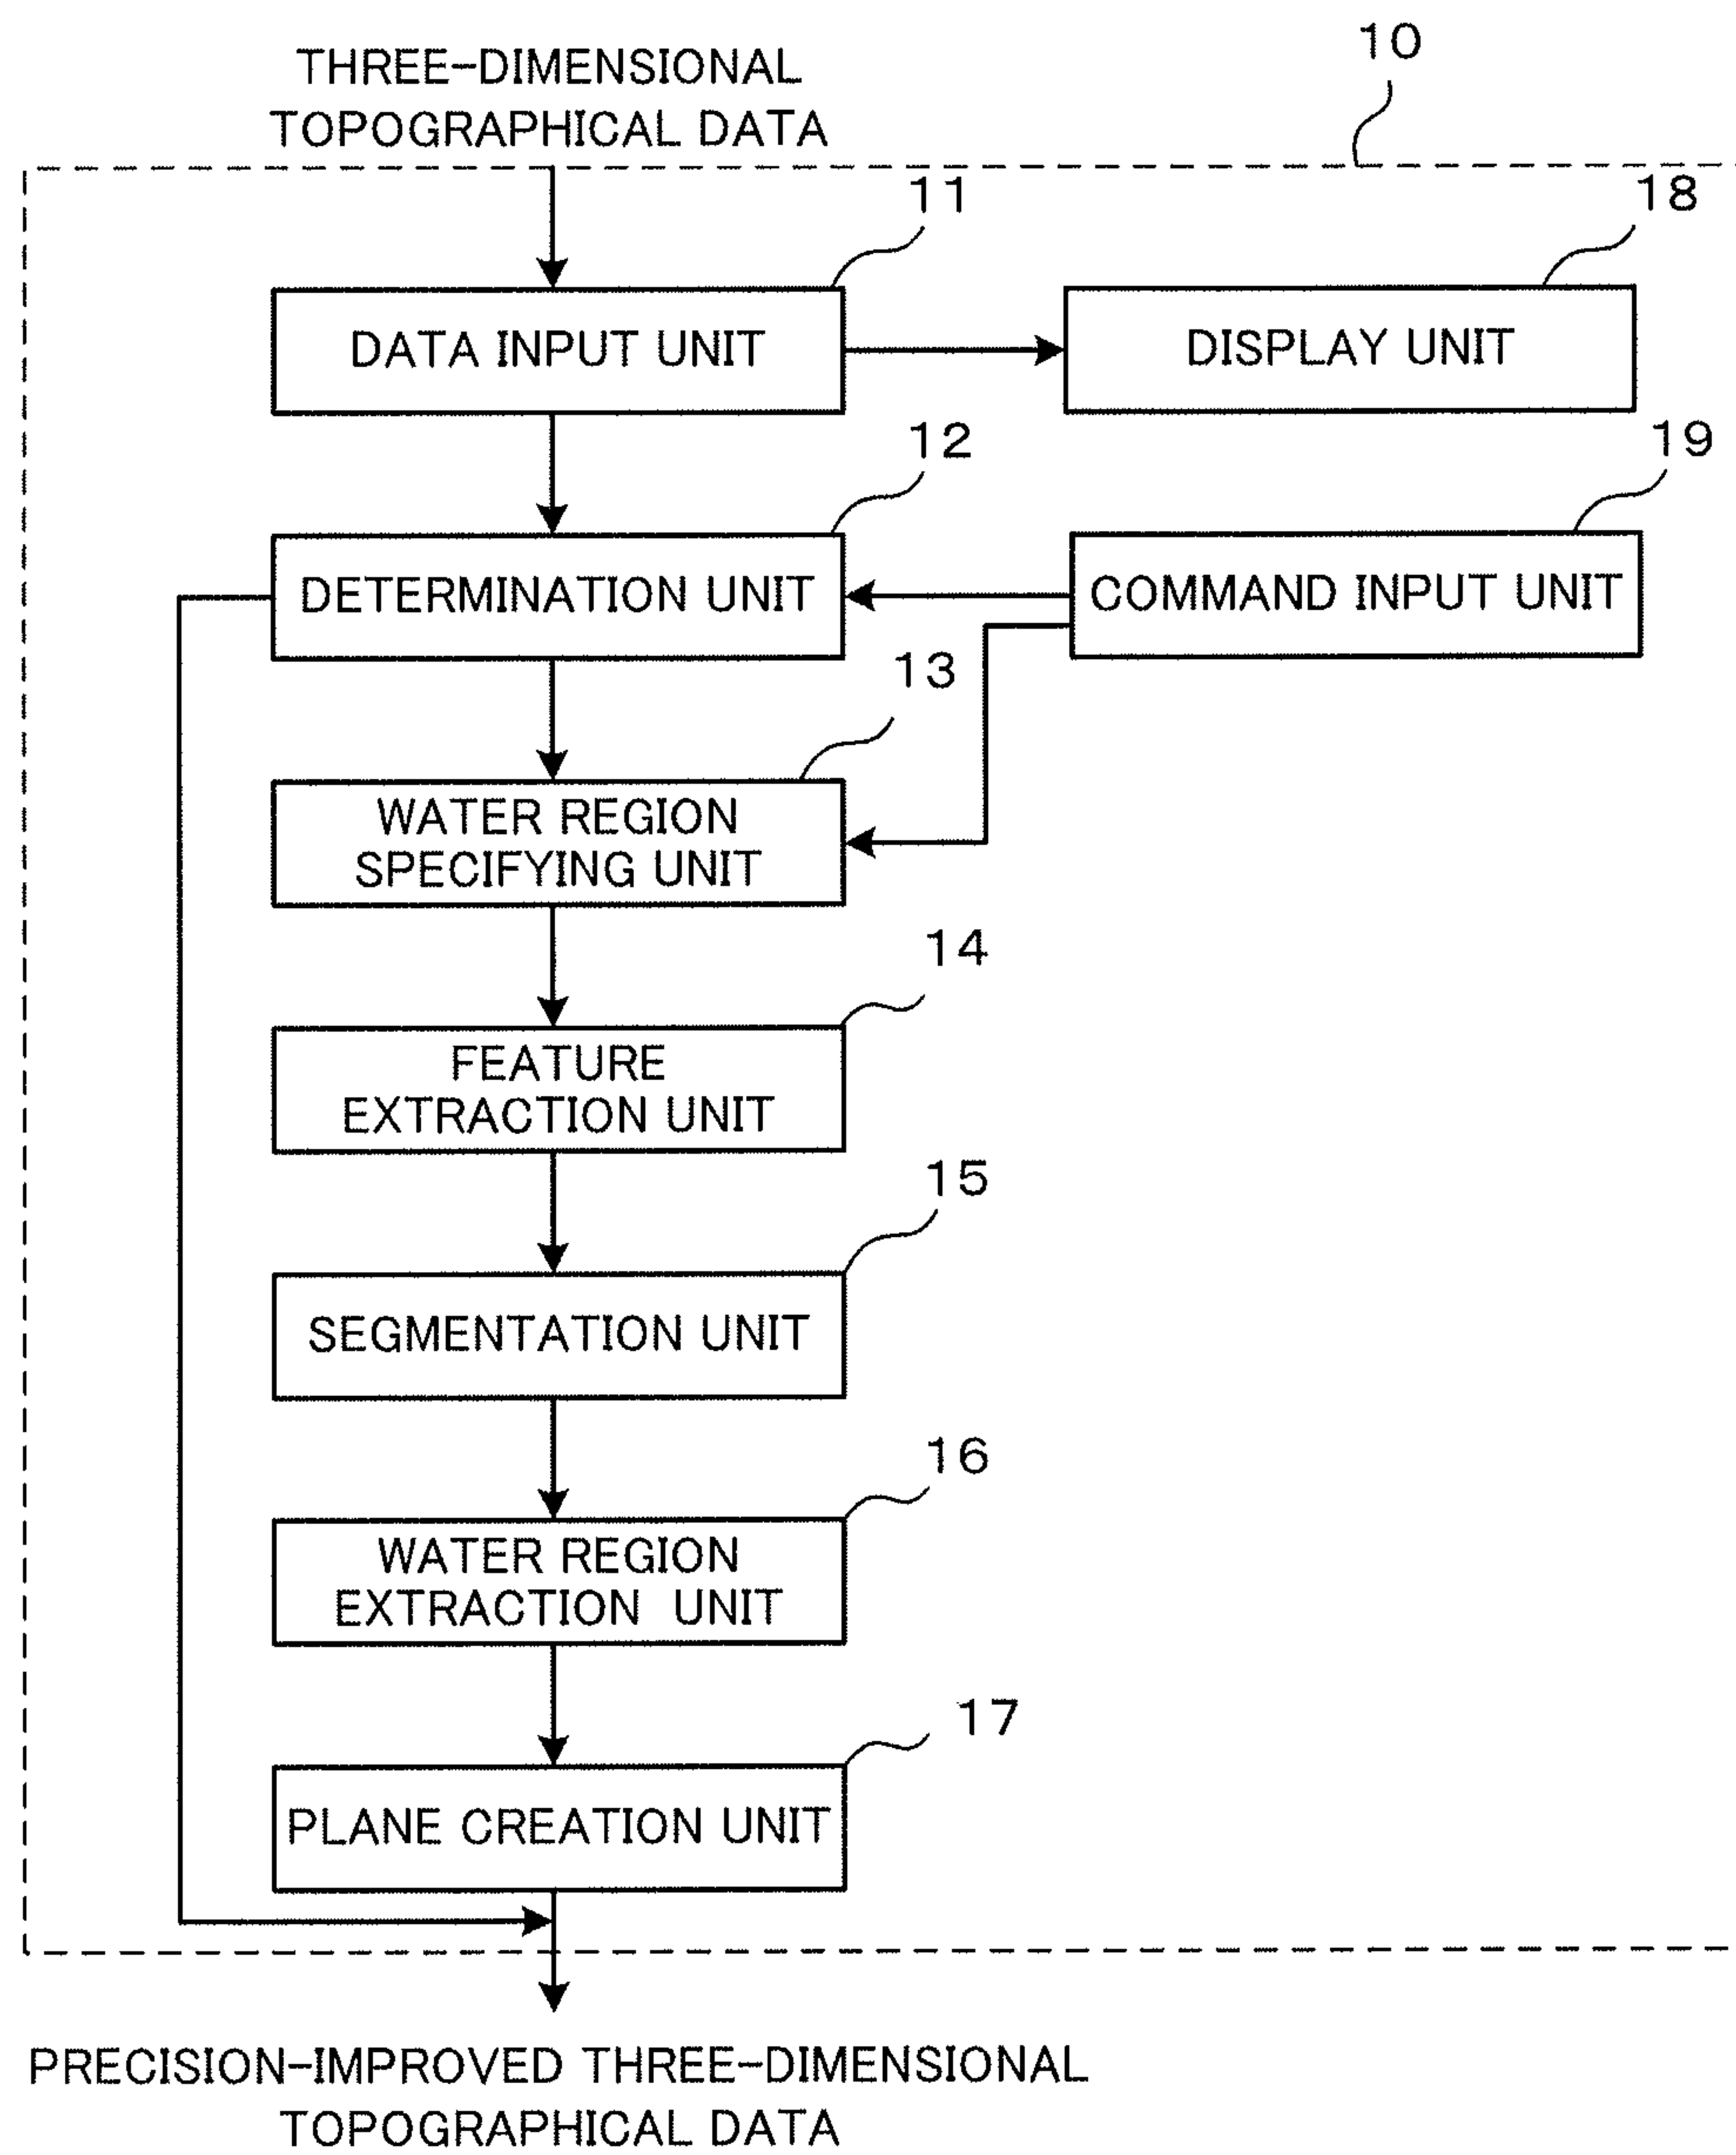 10
THREE-DIMENSIONAL
TOPOGRAPHICAL DATA
11
18
DATA INPUT UNIT
DISPLAY UNIT
12
19
DETERMINATION UNIT
COMMAND INPUT UNIT
13
WATER REGION
SPECIFYING UNIT
14
FEATURE
EXTRACTION UNIT
15
SEGMENTATION UNIT
16
WATER REGION
EXTRACTION UNIT
17
PLANE CREATION UNIT
PRECISION-IMPROVED THREE-DIMENSIONAL
TOPOGRAPHICAL DATA